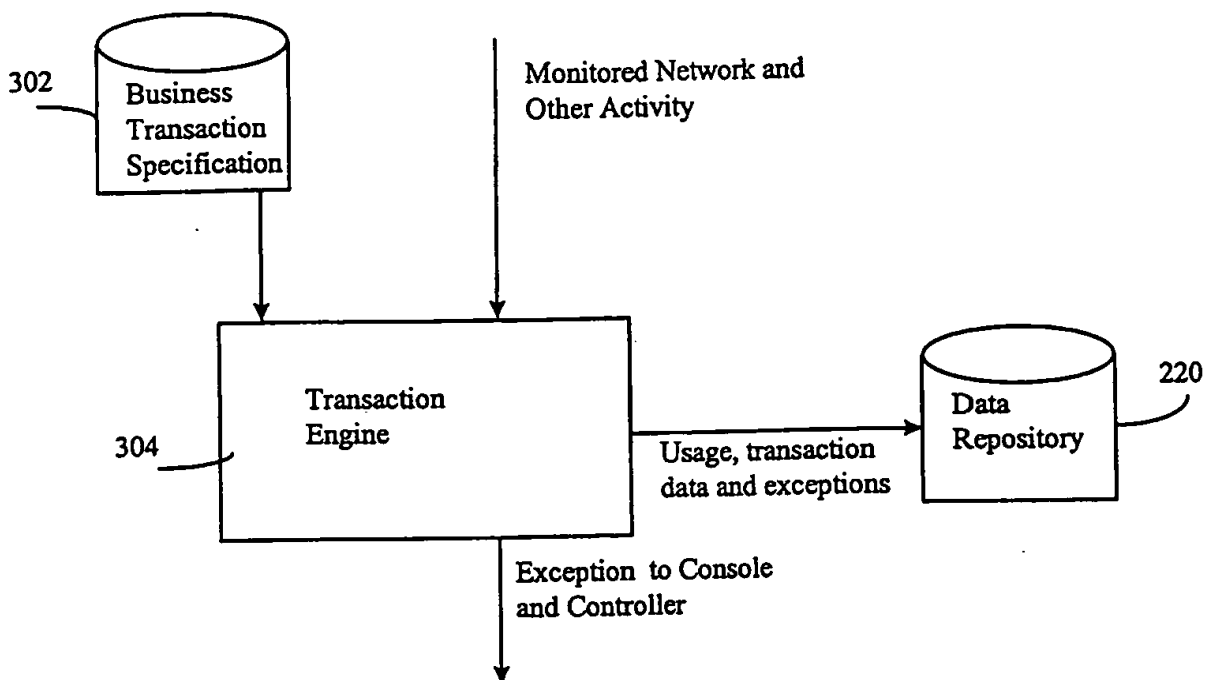 302
Business
Transaction
Specification
Monitored Network and
Other Activity
Transaction
Engine
304
Usage, transaction
data and exceptions
Data
Repository
220
Exception to Console
and Controller